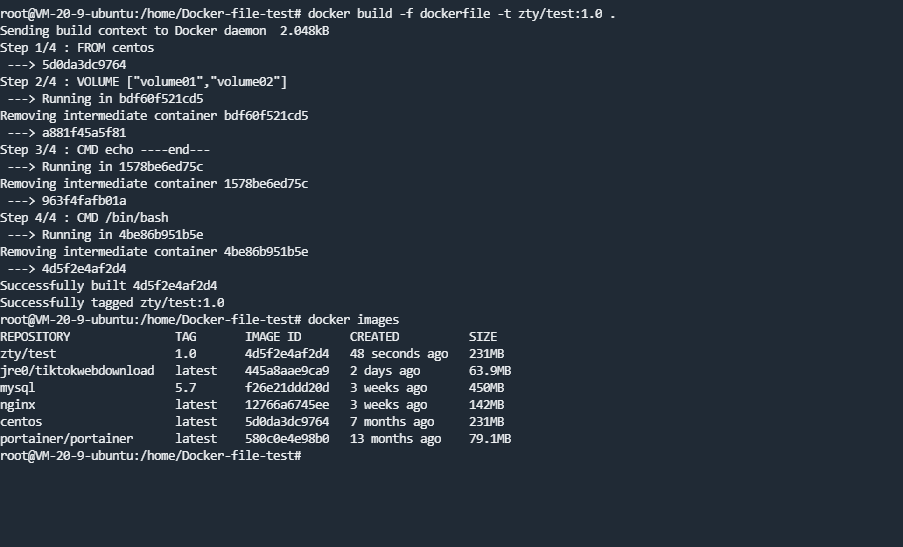 root@VM-20-9-ubuntu:/home/Docker-file-test# docker build -f dockerfile -t zty/test:1.0 .
Sending build context to Docker daemon  2.048kB
Step 1/4 : FROM centos
 ---> 5d0da3dc9764
Step 2/4 : VOLUME ["volume01","volume02"]
 ---> Running in bdf60f521cd5
Removing intermediate container bdf60f521cd5
 ---> a881f45a5f81
Step 3/4 : CMD echo ----end---
 ---> Running in 1578be6ed75c
Removing intermediate container 1578be6ed75c
 ---> 963f4fafb01a
Step 4/4 : CMD /bin/bash
 ---> Running in 4be86b951b5e
Removing intermediate container 4be86b951b5e
 ---> 4d5f2e4af2d4
Successfully built 4d5f2e4af2d4
Successfully tagged zty/test:1.0
root@VM-20-9-ubuntu:/home/Docker-file-test# docker images
REPOSITORY               TAG       IMAGE ID       CREATED          SIZE
zty/test                 1.0       4d5f2e4af2d4   48 seconds ago   231MB
jre0/tiktokwebdownload   latest    445a8aae9ca9   2 days ago       63.9MB
mysql                    5.7       f26e21ddd20d   3 weeks ago      450MB
nginx                    latest    12766a6745ee   3 weeks ago      142MB
centos                   latest    5d0da3dc9764   7 months ago     231MB
portainer/portainer      latest    580c0e4e98b0   13 months ago    79.1MB
root@VM-20-9-ubuntu:/home/Docker-file-test#